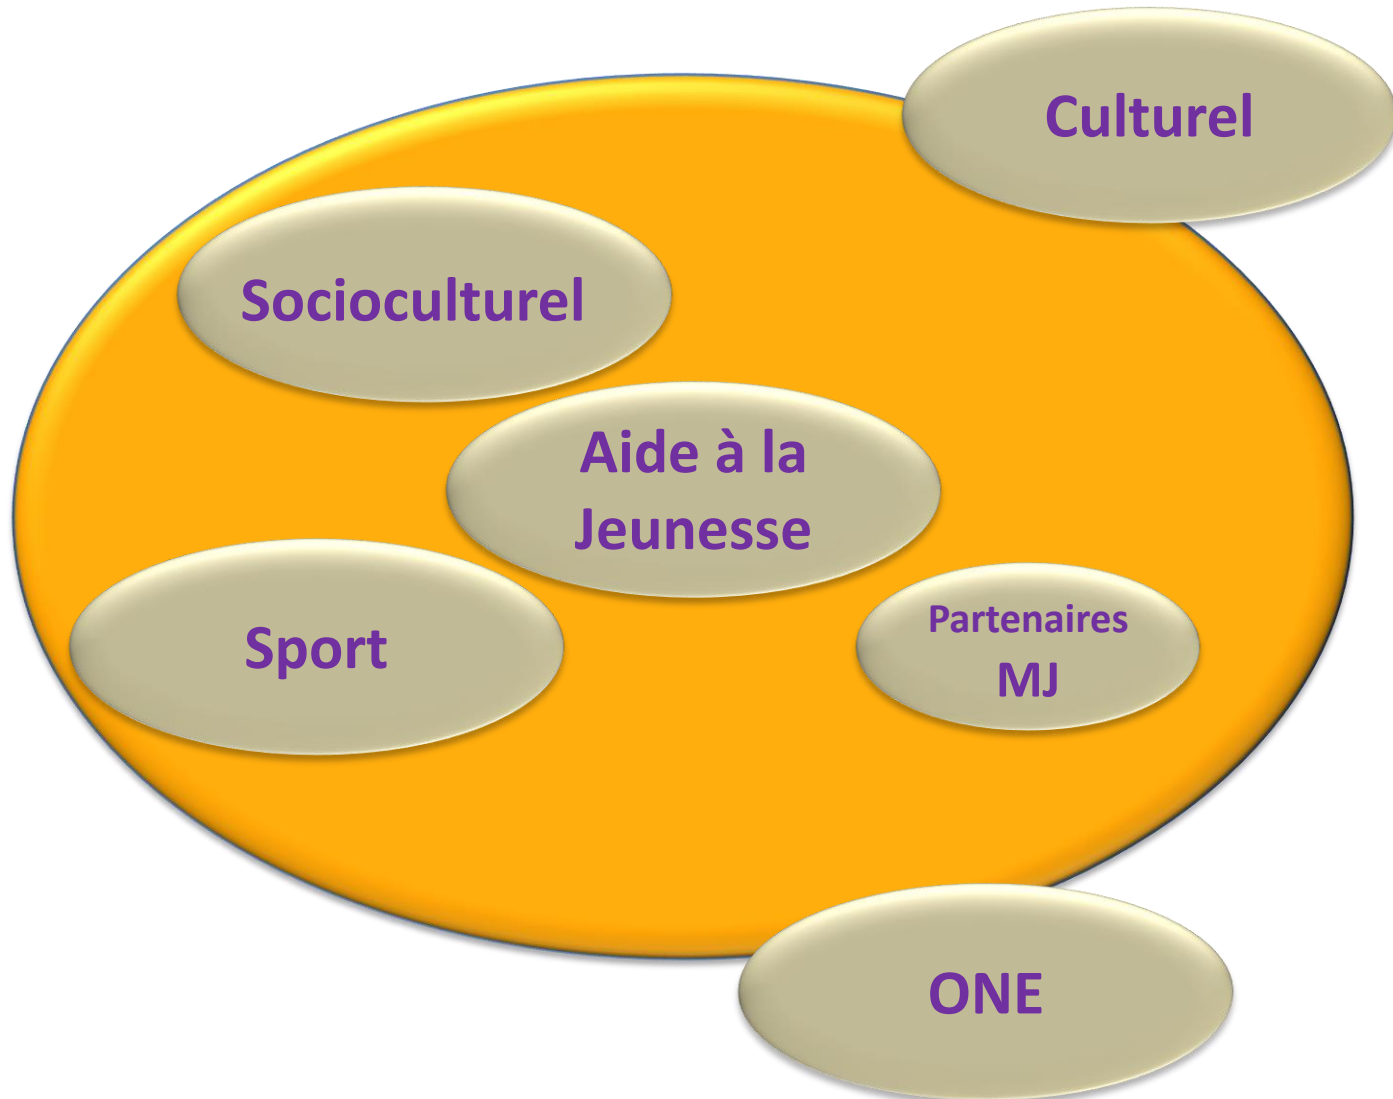 Culturel
Socioculturel
Aide à la
Jeunesse
Partenaires
MJ
Sport
ONE